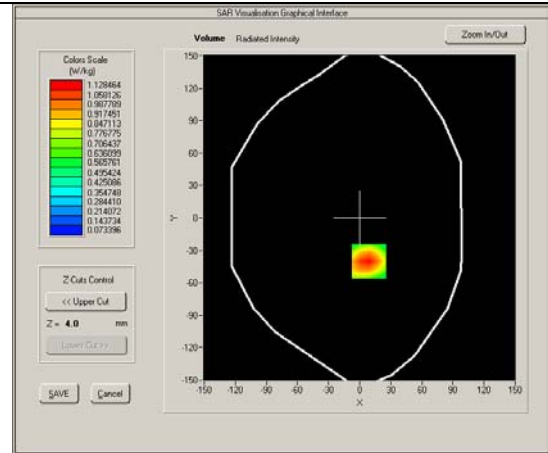 SAR Visualisation Graphical Interface
Volume Radiated Intensity
Zoom In/Out
Colors Scale
(W/kg)
1.128464
1.058126
0.987789
0.917451
0.847113
0.776775
0.706437
0.636099
0.565761
0.495424
0.425086
0.354748
0.284410
0.214072
0.143734
0.073396
Z-Cuts Control
<< Upper Cut
Z = 4.0 mm
Lower Cut >>
SAVE Cancel
150-
120-
90-
60-
30-
Y 0-
-30-
-60-
-90-
-120-
-150-
-150 -120 -90 -60 -30 0 30 60 90 120 150
X